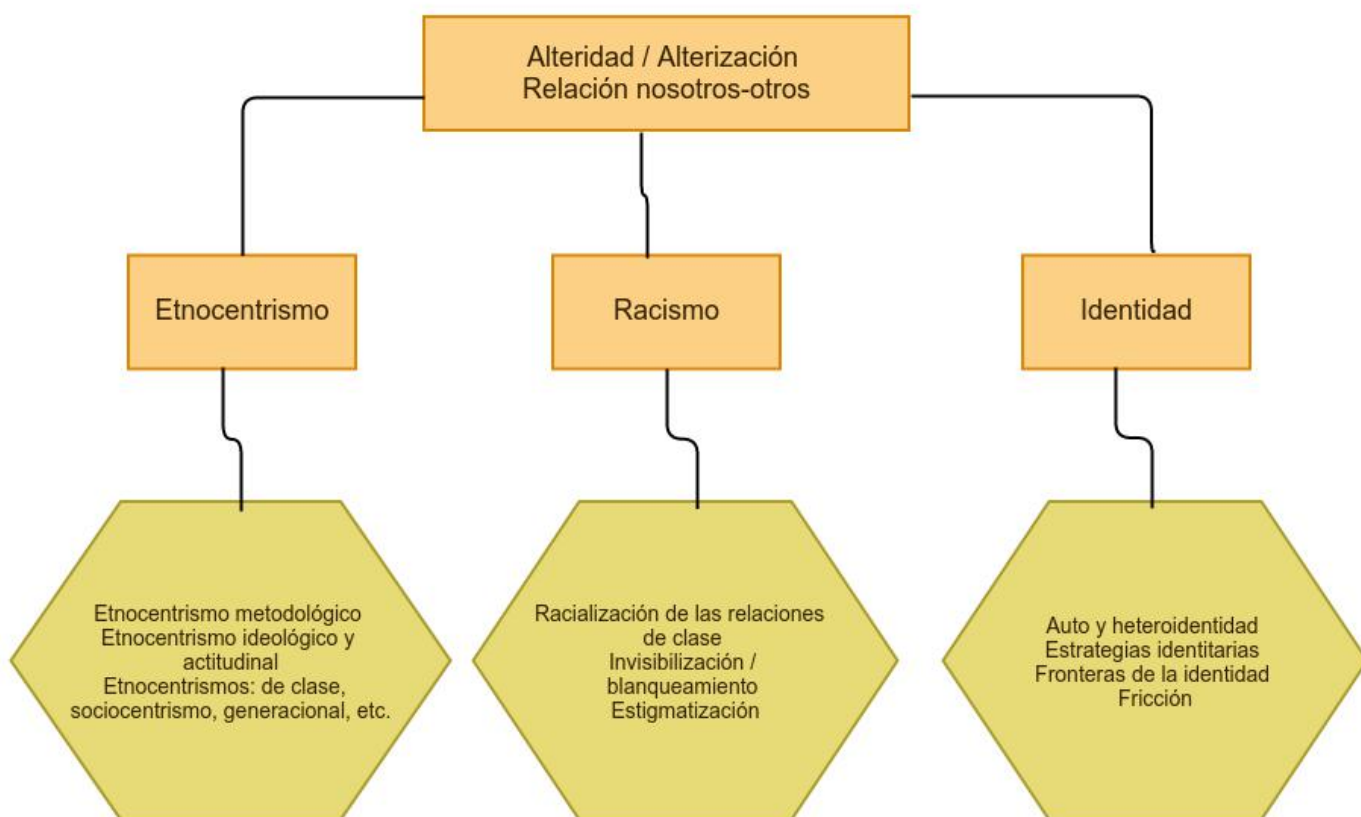 Alteridad / Alterización
Relación nosotros-otros
Etnocentrismo
Racismo
Identidad
Etnocentrismo metodológico
Etnocentrismo ideológico y
actitudinal
Etnocentrismos: de clase,
sociocentrismo, generacional, etc.
Racialización de las relaciones
de clase
Invisibilización /
blanqueamiento
Estigmatización
Auto y heteroidentidad
Estrategias identitarias
Fronteras de la identidad
Fricción